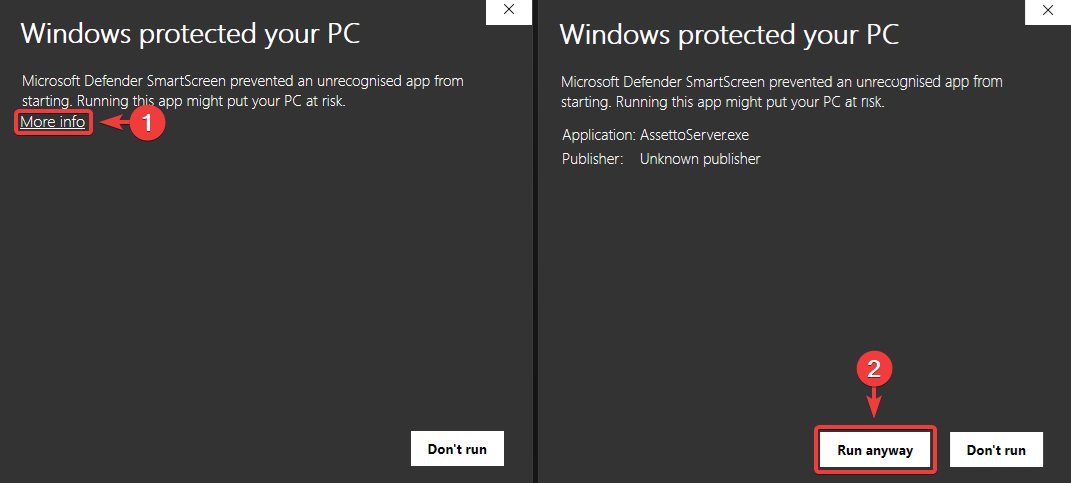 Windows protected your PC
Microsoft Defender SmartScreen prevented an unrecognised app from
starting. Running this app might put your PC at risk.
More info
1
Don't run
Windows protected your PC
Microsoft Defender SmartScreen prevented an unrecognised app from
starting. Running this app might put your PC at risk.
Application: AssettoServer.exe
Publisher: Unknown publisher
2
Run anyway
Don't run